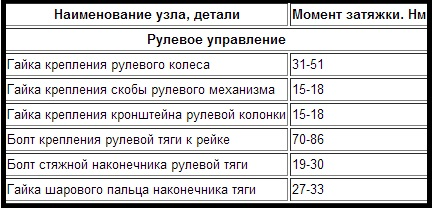 Наименование узла, детали Момент затяжки. Нм
Рулевое управление
Гайка крепления рулевого колеса 31-51
Гайка крепления скобы рулевого механизма 15-18
Гайка крепления кронштейна рулевой колонки 15-18
Болт крепления рулевой тяги к рейке 70-86
Болт стяжной наконечника рулевой тяги 19-30
Гайка шарового пальца наконечника тяги 27-33